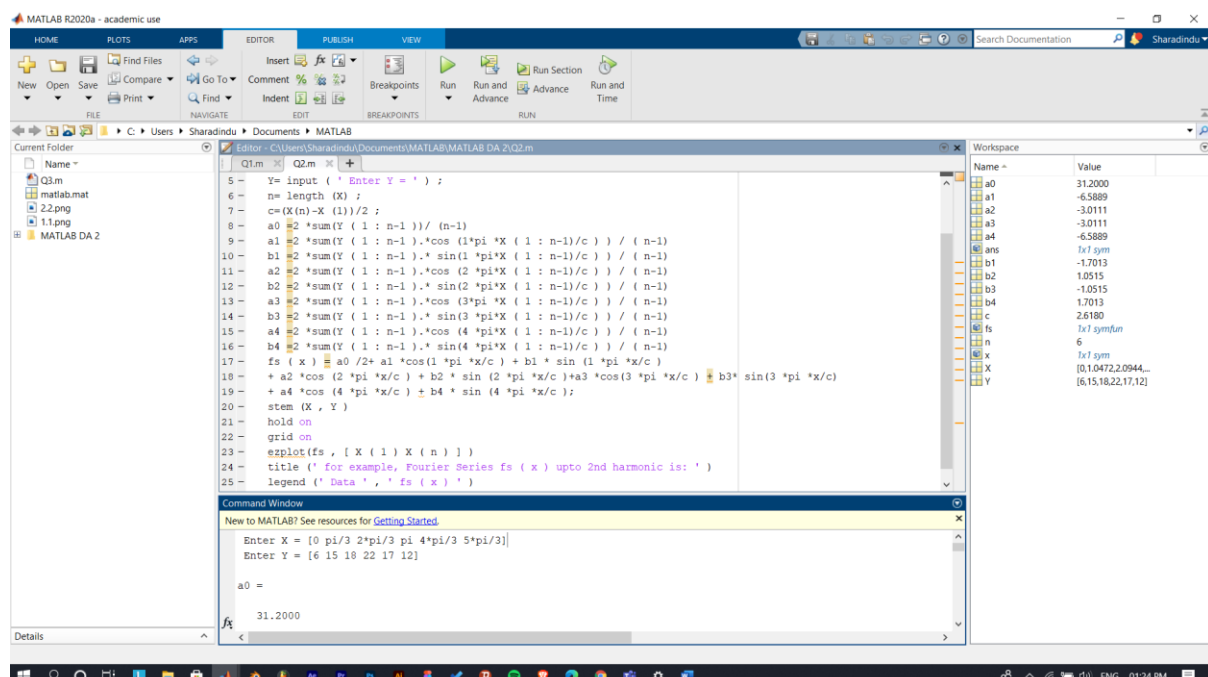 MATLAB R2020a - academic use
HOME PLOTS APPS EDITOR PUBLISH VIEW Search Documentation Sharadindu
New Open Save Find Files Compare Print Go To Find Insert Comment Indent Breakpoints Run Run and Advance Run Section Advance Run and Time
FILE NAVIGATE EDIT BREAKPOINTS RUN
C: Users Sharadindu Documents MATLAB
Current Folder
Name
Q3.m
matlab.mat
2.2.png
1.1.png
MATLAB DA 2
Details
Editor - C:\Users\Sharadindu\Documents\MATLAB\MATLAB DA 2\Q2.m
Q1.m Q2.m
5 - Y= input ( ' Enter Y = ' ) ;
6 - n= length (X) ;
7 - c=(X(n)-X (1))/2 ;
8 - a0 =2 *sum(Y ( 1 : n-1 ))/ (n-1)
9 - a1 =2 *sum(Y ( 1 : n-1 ).*cos (1*pi *X ( 1 : n-1)/c ) ) / ( n-1)
10 - b1 =2 *sum(Y ( 1 : n-1 ).* sin(1 *pi*X ( 1 : n-1)/c ) ) / ( n-1)
11 - a2 =2 *sum(Y ( 1 : n-1 ).*cos (2 *pi*X ( 1 : n-1)/c ) ) / ( n-1)
12 - b2 =2 *sum(Y ( 1 : n-1 ).* sin(2 *pi*X ( 1 : n-1)/c ) ) / ( n-1)
13 - a3 =2 *sum(Y ( 1 : n-1 ).*cos (3*pi *X ( 1 : n-1)/c ) ) / ( n-1)
14 - b3 =2 *sum(Y ( 1 : n-1 ).* sin(3 *pi*X ( 1 : n-1)/c ) ) / ( n-1)
15 - a4 =2 *sum(Y ( 1 : n-1 ).*cos (4 *pi*X ( 1 : n-1)/c ) ) / ( n-1)
16 - b4 =2 *sum(Y ( 1 : n-1 ).* sin(4 *pi*X ( 1 : n-1)/c ) ) / ( n-1)
17 - fs ( x ) = a0 /2+ a1 *cos(1 *pi *x/c ) + b1 * sin (1 *pi *x/c )
18 - + a2 *cos (2 *pi *x/c ) + b2 * sin (2 *pi *x/c )+a3 *cos(3 *pi *x/c ) + b3* sin(3 *pi *x/c)
19 - + a4 *cos (4 *pi *x/c ) + b4 * sin (4 *pi *x/c );
20 - stem (X , Y )
21 - hold on
22 - grid on
23 - ezplot(fs , [ X ( 1 ) X ( n ) ] )
24 - title (' for example, Fourier Series fs ( x ) upto 2nd harmonic is: ' )
25 - legend (' Data ' , ' fs ( x ) ' )
Command Window
New to MATLAB? See resources for Getting Started.
Enter X = [0 pi/3 2*pi/3 pi 4*pi/3 5*pi/3]
Enter Y = [6 15 18 22 17 12]
a0 =
31.2000
fx
Workspace
Name Value
a0 31.2000
a1 -6.5889
a2 -3.0111
a3 -3.0111
a4 -6.5889
ans 1x1 sym
b1 -1.7013
b2 1.0515
b3 -1.0515
b4 1.7013
c 2.6180
fs 1x1 symfun
n 6
x 1x1 sym
X [0,1.0472,2.0944,...
Y [6,15,18,22,17,12]
ENG 01:24 PM